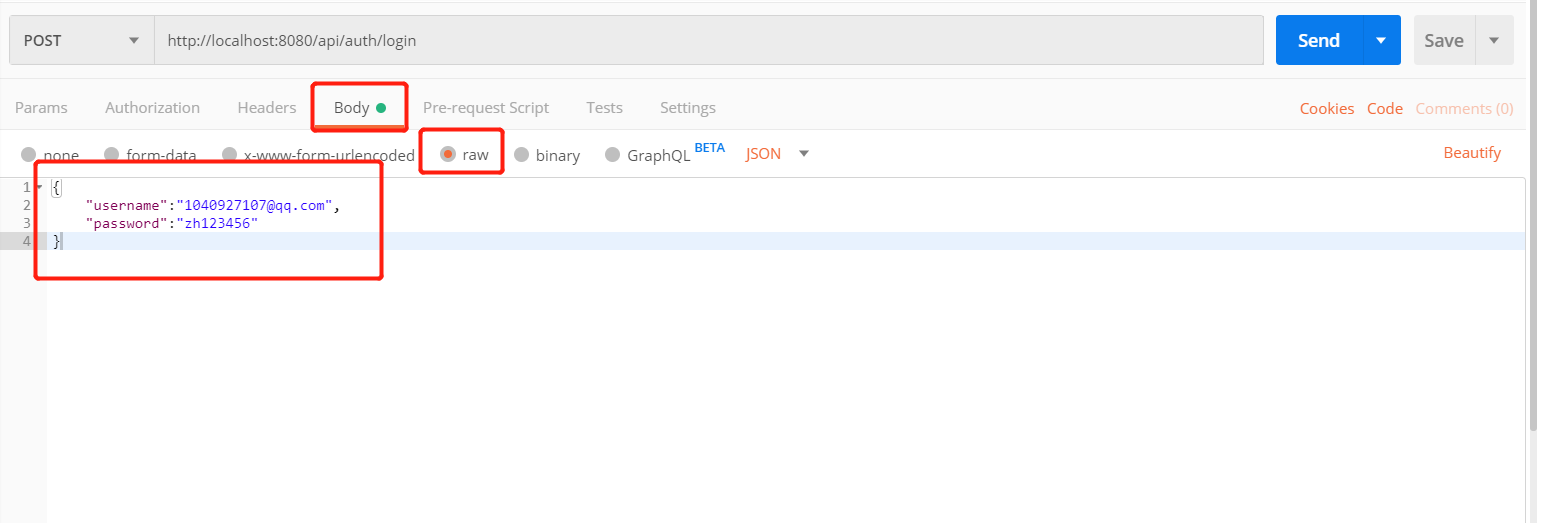 POST http://localhost:8080/api/auth/login Send Save
Params Authorization Headers Body Pre-request Script Tests Settings Cookies Code Comments (0)
none form-data x-www-form-urlencoded raw binary GraphQL BETA JSON Beautify
1 {
2 "username":"1040927107@qq.com",
3 "password":"zh123456"
4 }